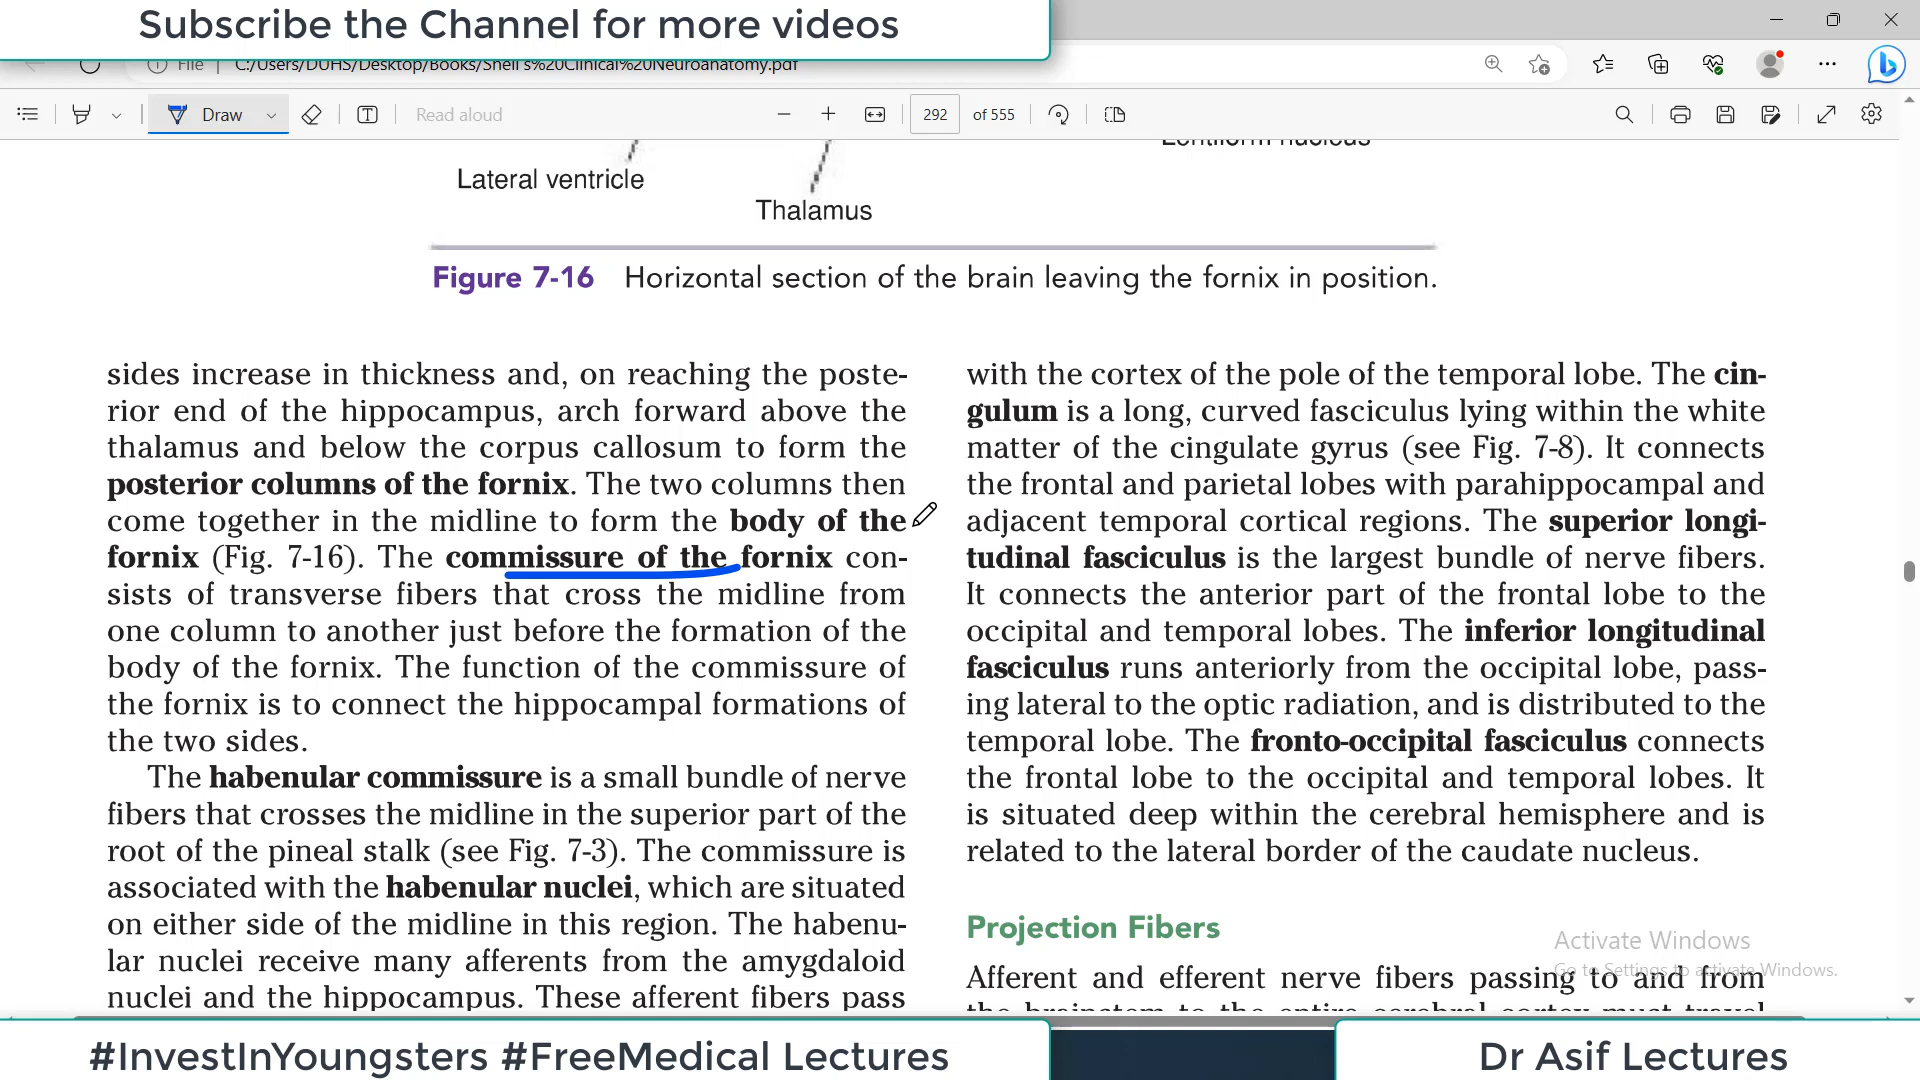 Subscribe the Channel for more videos
File
C:/Users/DUHS/Desktop/Books/Snell's%20Clinical%20Neuroanatomy.pdf
Draw
Read aloud
292
of 555
Lentiform nucleus
Lateral ventricle
Thalamus
Figure 7-16 Horizontal section of the brain leaving the fornix in position.
sides increase in thickness and, on reaching the poste-
rior end of the hippocampus, arch forward above the
thalamus and below the corpus callosum to form the
posterior columns of the fornix. The two columns then
come together in the midline to form the body of the
fornix (Fig. 7-16). The commissure of the fornix con-
sists of transverse fibers that cross the midline from
one column to another just before the formation of the
body of the fornix. The function of the commissure of
the fornix is to connect the hippocampal formations of
the two sides.
The habenular commissure is a small bundle of nerve
fibers that crosses the midline in the superior part of the
root of the pineal stalk (see Fig. 7-3). The commissure is
associated with the habenular nuclei, which are situated
on either side of the midline in this region. The habenu-
lar nuclei receive many afferents from the amygdaloid
nuclei and the hippocampus. These afferent fibers pass
with the cortex of the pole of the temporal lobe. The cin-
gulum is a long, curved fasciculus lying within the white
matter of the cingulate gyrus (see Fig. 7-8). It connects
the frontal and parietal lobes with parahippocampal and
adjacent temporal cortical regions. The superior longi-
tudinal fasciculus is the largest bundle of nerve fibers.
It connects the anterior part of the frontal lobe to the
occipital and temporal lobes. The inferior longitudinal
fasciculus runs anteriorly from the occipital lobe, pass-
ing lateral to the optic radiation, and is distributed to the
temporal lobe. The fronto-occipital fasciculus connects
the frontal lobe to the occipital and temporal lobes. It
is situated deep within the cerebral hemisphere and is
related to the lateral border of the caudate nucleus.
Projection Fibers
Afferent and efferent nerve fibers passing to and from
the brainstem to the entire cerebral cortex must travel
Activate Windows
Go to Settings to activate Windows.
#InvestInYoungsters #FreeMedical Lectures
Dr Asif Lectures